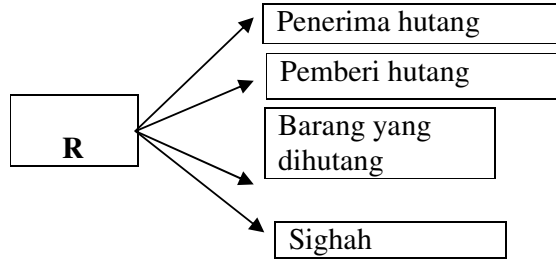 Penerima hutang
Pemberi hutang
R
Barang yang
dihutang
Sighah